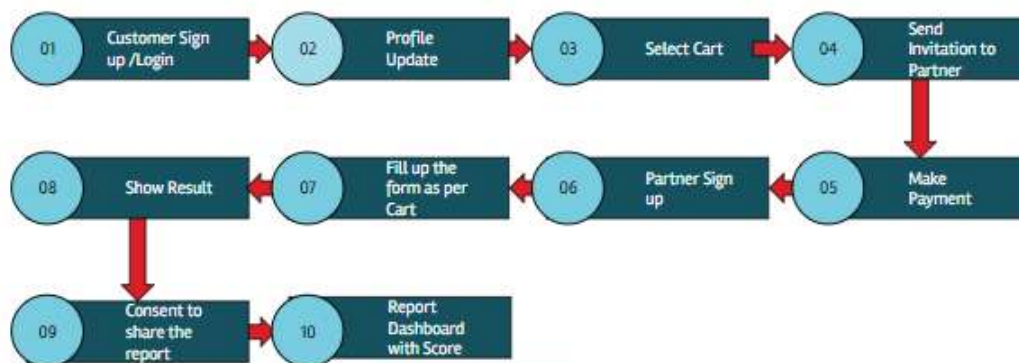 01
Customer Sign
up /Login
02
Profile
Update
03
Select Cart
04
Send
Invitation to
Partner
05
Make
Payment
06
Partner Sign
up
07
Fill up the
form as per
Cart
08
Show Result
09
Consent to
share the
report
10
Report
Dashboard
with Score